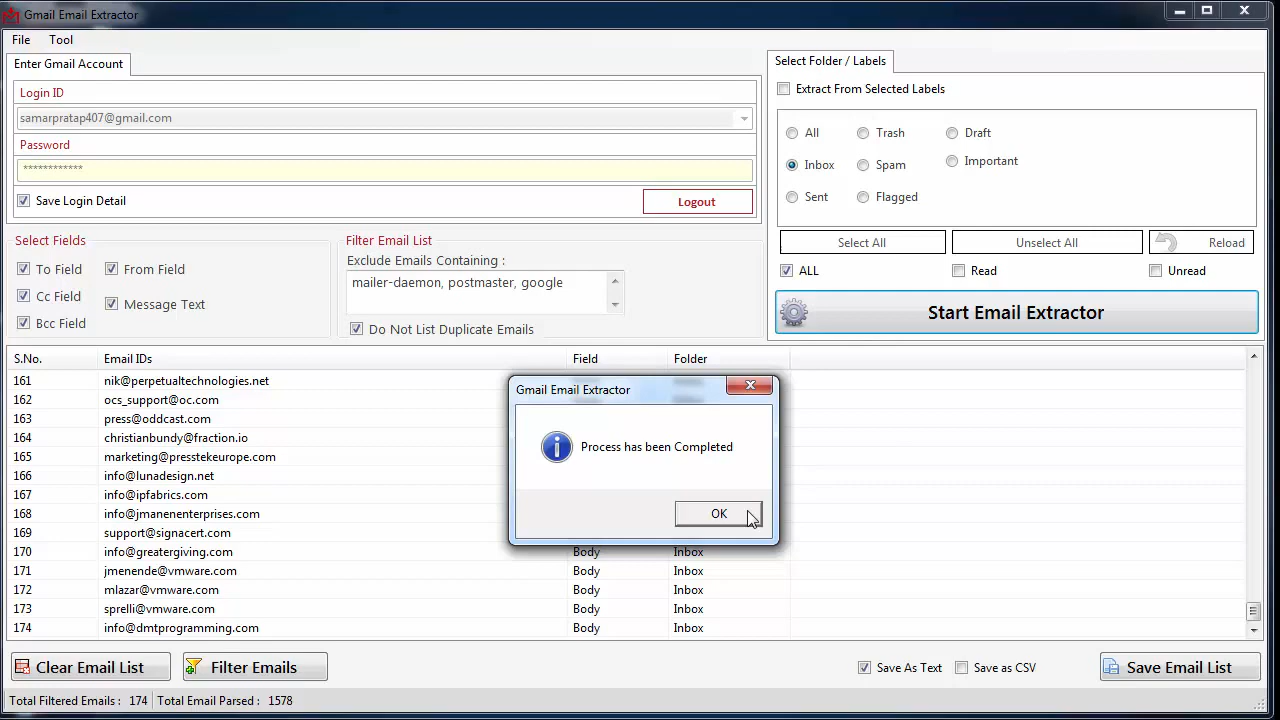 Gmail Email Extractor
File Tool
Enter Gmail Account
Login ID
samarpratap407@gmail.com
Password
************
Save Login Detail
Logout
Select Fields
To Field
From Field
Cc Field
Message Text
Bcc Field
Filter Email List
Exclude Emails Containing :
mailer-daemon, postmaster, google
Do Not List Duplicate Emails
Select Folder / Labels
Extract From Selected Labels
All Trash Draft
Inbox Spam Important
Sent Flagged
Select All Unselect All Reload
ALL Read Unread
Start Email Extractor
S.No. Email IDs Field Folder
161 nik@perpetualtechnologies.net
162 ocs_support@oc.com
163 press@oddcast.com
164 christianbundy@fraction.io
165 marketing@presstekeurope.com
166 info@lunadesign.net
167 info@ipfabrics.com
168 info@jmanenenterprises.com
169 support@signacert.com
170 info@greatergiving.com Body Inbox
171 jmenende@vmware.com Body Inbox
172 mlazar@vmware.com Body Inbox
173 sprelli@vmware.com Body Inbox
174 info@dmtprogramming.com Body Inbox
Gmail Email Extractor
Process has been Completed
OK
Clear Email List Filter Emails Save As Text Save as CSV Save Email List
Total Filtered Emails : 174 Total Email Parsed : 1578